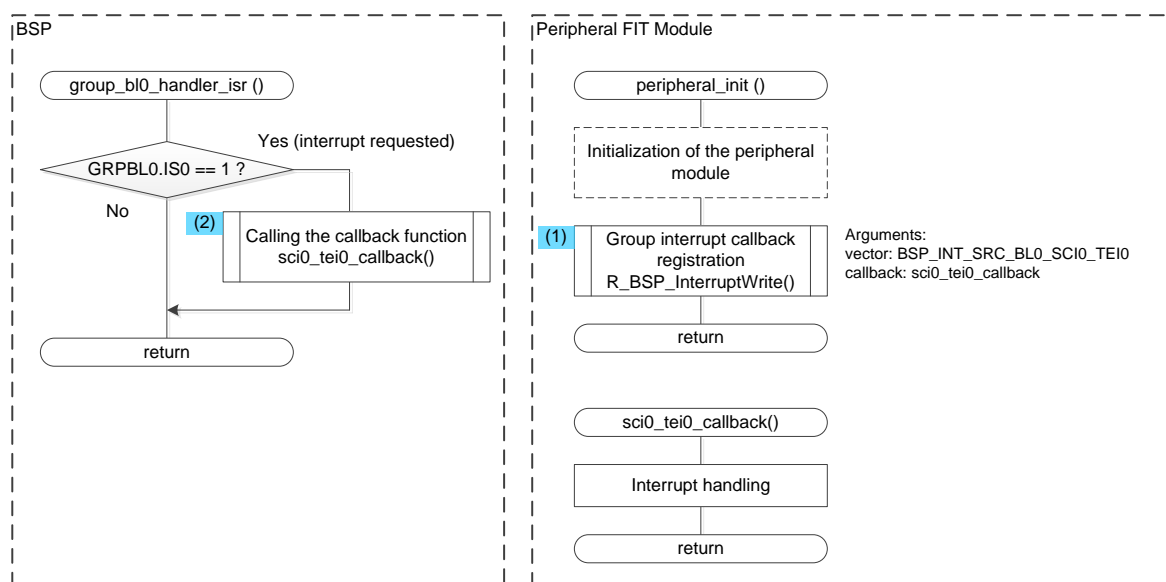 BSP
group_bl0_handler_isr ()
Yes (interrupt requested)
GRPBL0.IS0 == 1 ?
No
(2)
Calling the callback function
sci0_tei0_callback()
return
Peripheral FIT Module
peripheral_init ()
Initialization of the peripheral
module
(1)
Group interrupt callback
registration
R_BSP_InterruptWrite()
Arguments:
vector: BSP_INT_SRC_BL0_SCI0_TEI0
callback: sci0_tei0_callback
return
sci0_tei0_callback()
Interrupt handling
return